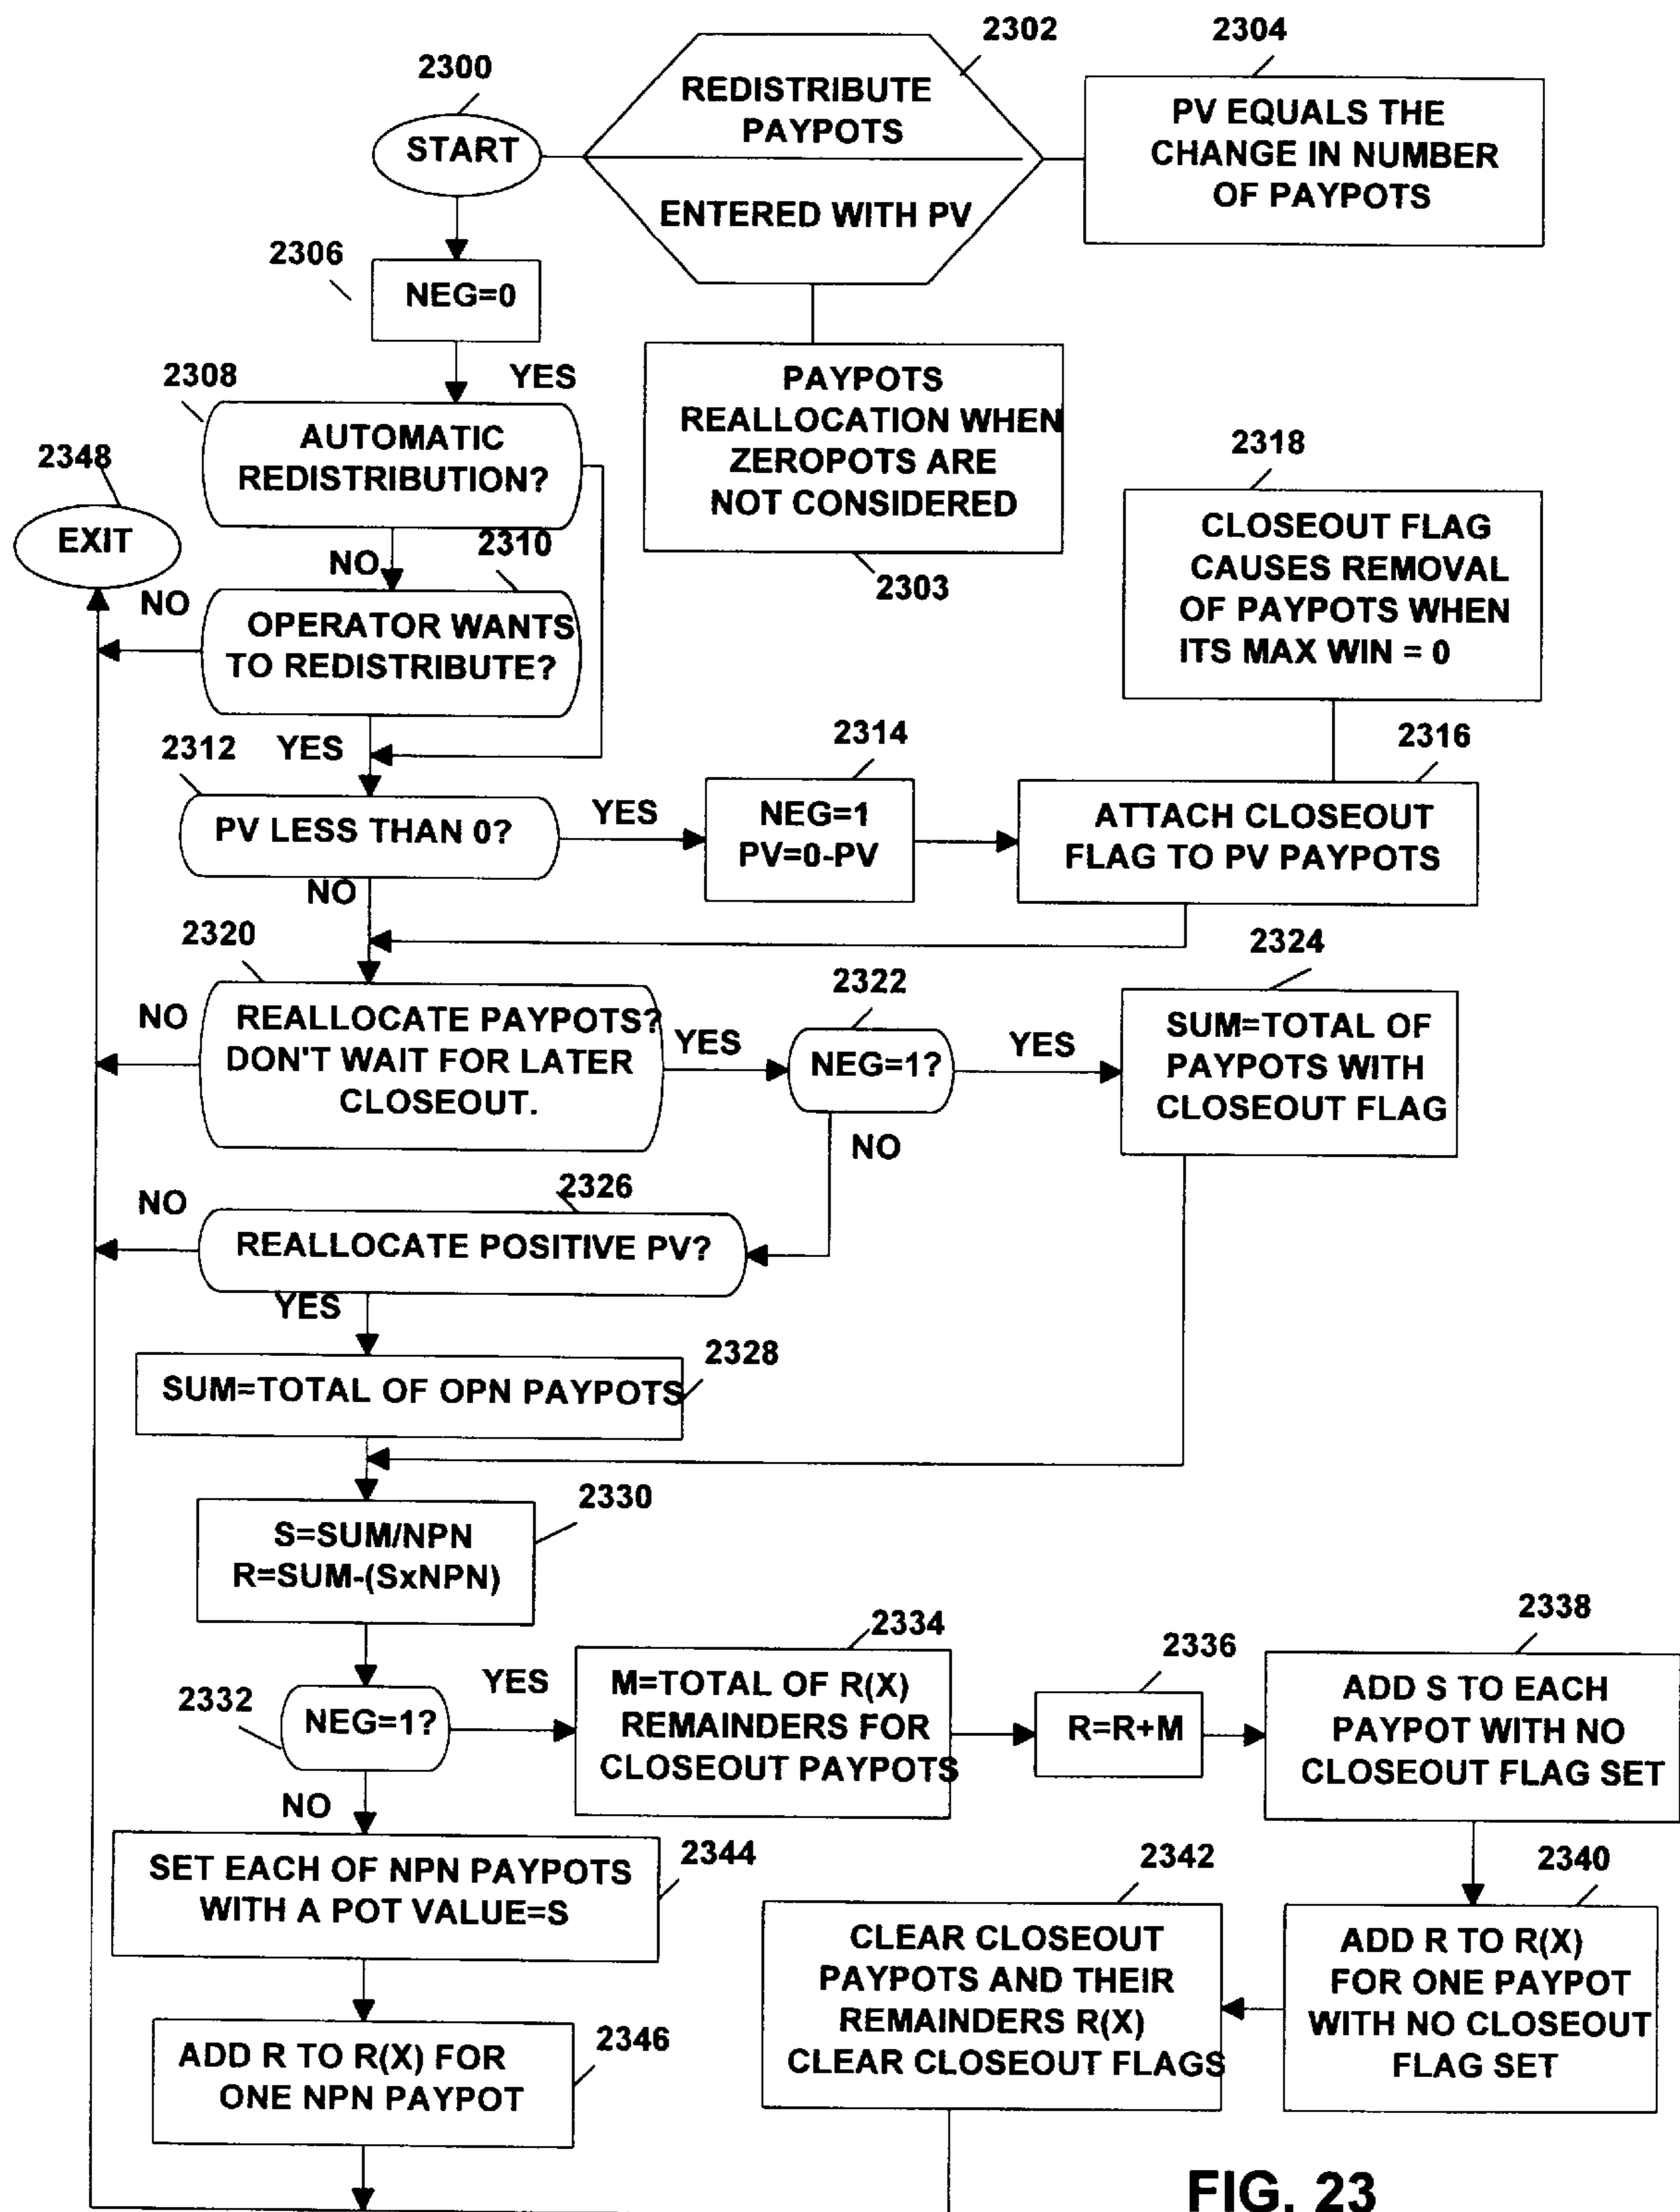 2300
START
2302
REDISTRIBUTE
PAYPOTS
ENTERED WITH PV
2304
PV EQUALS THE
CHANGE IN NUMBER
OF PAYPOTS
2306
NEG=0
YES
2308
AUTOMATIC
REDISTRIBUTION?
PAYPOTS
REALLOCATION WHEN
ZEROPOTS ARE
NOT CONSIDERED
2303
2348
EXIT
NO
2310
NO
OPERATOR WANTS
TO REDISTRIBUTE?
2318
CLOSEOUT FLAG
CAUSES REMOVAL
OF PAYPOTS WHEN
ITS MAX WIN = 0
2312
YES
PV LESS THAN 0?
YES
2314
NEG=1
PV=0-PV
2316
ATTACH CLOSEOUT
FLAG TO PV PAYPOTS
NO
2320
NO
REALLOCATE PAYPOTS?
DON'T WAIT FOR LATER
CLOSEOUT.
YES
2322
NEG=1?
YES
2324
SUM=TOTAL OF
PAYPOTS WITH
CLOSEOUT FLAG
NO
2326
NO
REALLOCATE POSITIVE PV?
YES
2328
SUM=TOTAL OF OPN PAYPOTS
2330
S=SUM/NPN
R=SUM-(SxNPN)
2332
NEG=1?
YES
2334
M=TOTAL OF R(X)
REMAINDERS FOR
CLOSEOUT PAYPOTS
2336
R=R+M
2338
ADD S TO EACH
PAYPOT WITH NO
CLOSEOUT FLAG SET
NO
2344
SET EACH OF NPN PAYPOTS
WITH A POT VALUE=S
2342
CLEAR CLOSEOUT
PAYPOTS AND THEIR
REMAINDERS R(X)
CLEAR CLOSEOUT FLAGS
2340
ADD R TO R(X)
FOR ONE PAYPOT
WITH NO CLOSEOUT
FLAG SET
2346
ADD R TO R(X) FOR
ONE NPN PAYPOT
FIG. 23